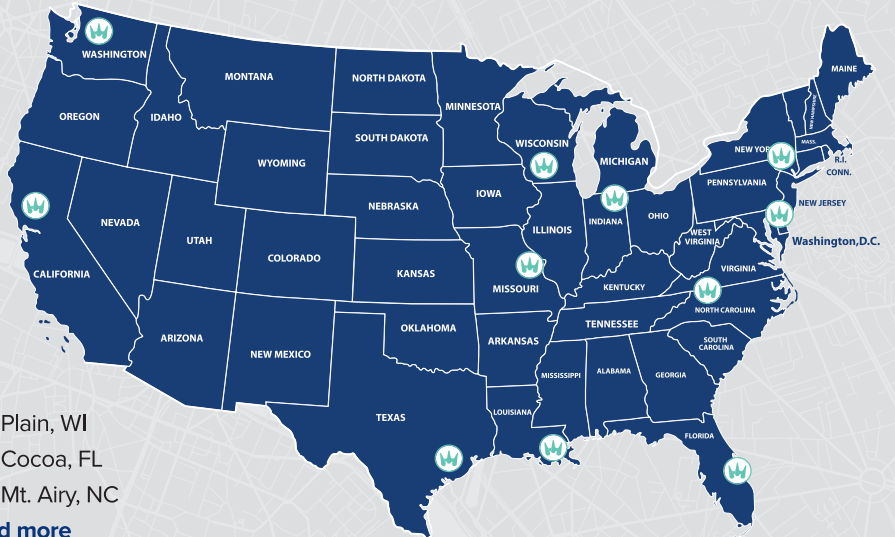 WASHINGTON
MONTANA
NORTH DAKOTA
MINNESOTA
MAINE
OREGON
IDAHO
SOUTH DAKOTA
WISCONSIN
NEW HAMPSHIRE
NEW YOR
MASS.
WYOMING
MICHIGAN
R.I.
CONN.
PENNSYLVANIA
IOWA
NEBRASKA
NEW JERSEY
NEVADA
UTAH
ILLINOIS
INDIANA
OHIO
WEST
VIRGINIA
Washington,D.C.
COLORADO
KANSAS
CALIFORNIA
MISSOURI
KENTUCKY
VIRGINIA
NORTH CAROLINA
ARIZONA
NEW MEXICO
OKLAHOMA
ARKANSAS
TENNESSEE
SOUTH
CAROLINA
MISSISSIPPI
ALABAMA
GEORGIA
TEXAS
LOUISIANA
FLORIDA
Plain, WI
Cocoa, FL
Mt. Airy, NC
d more